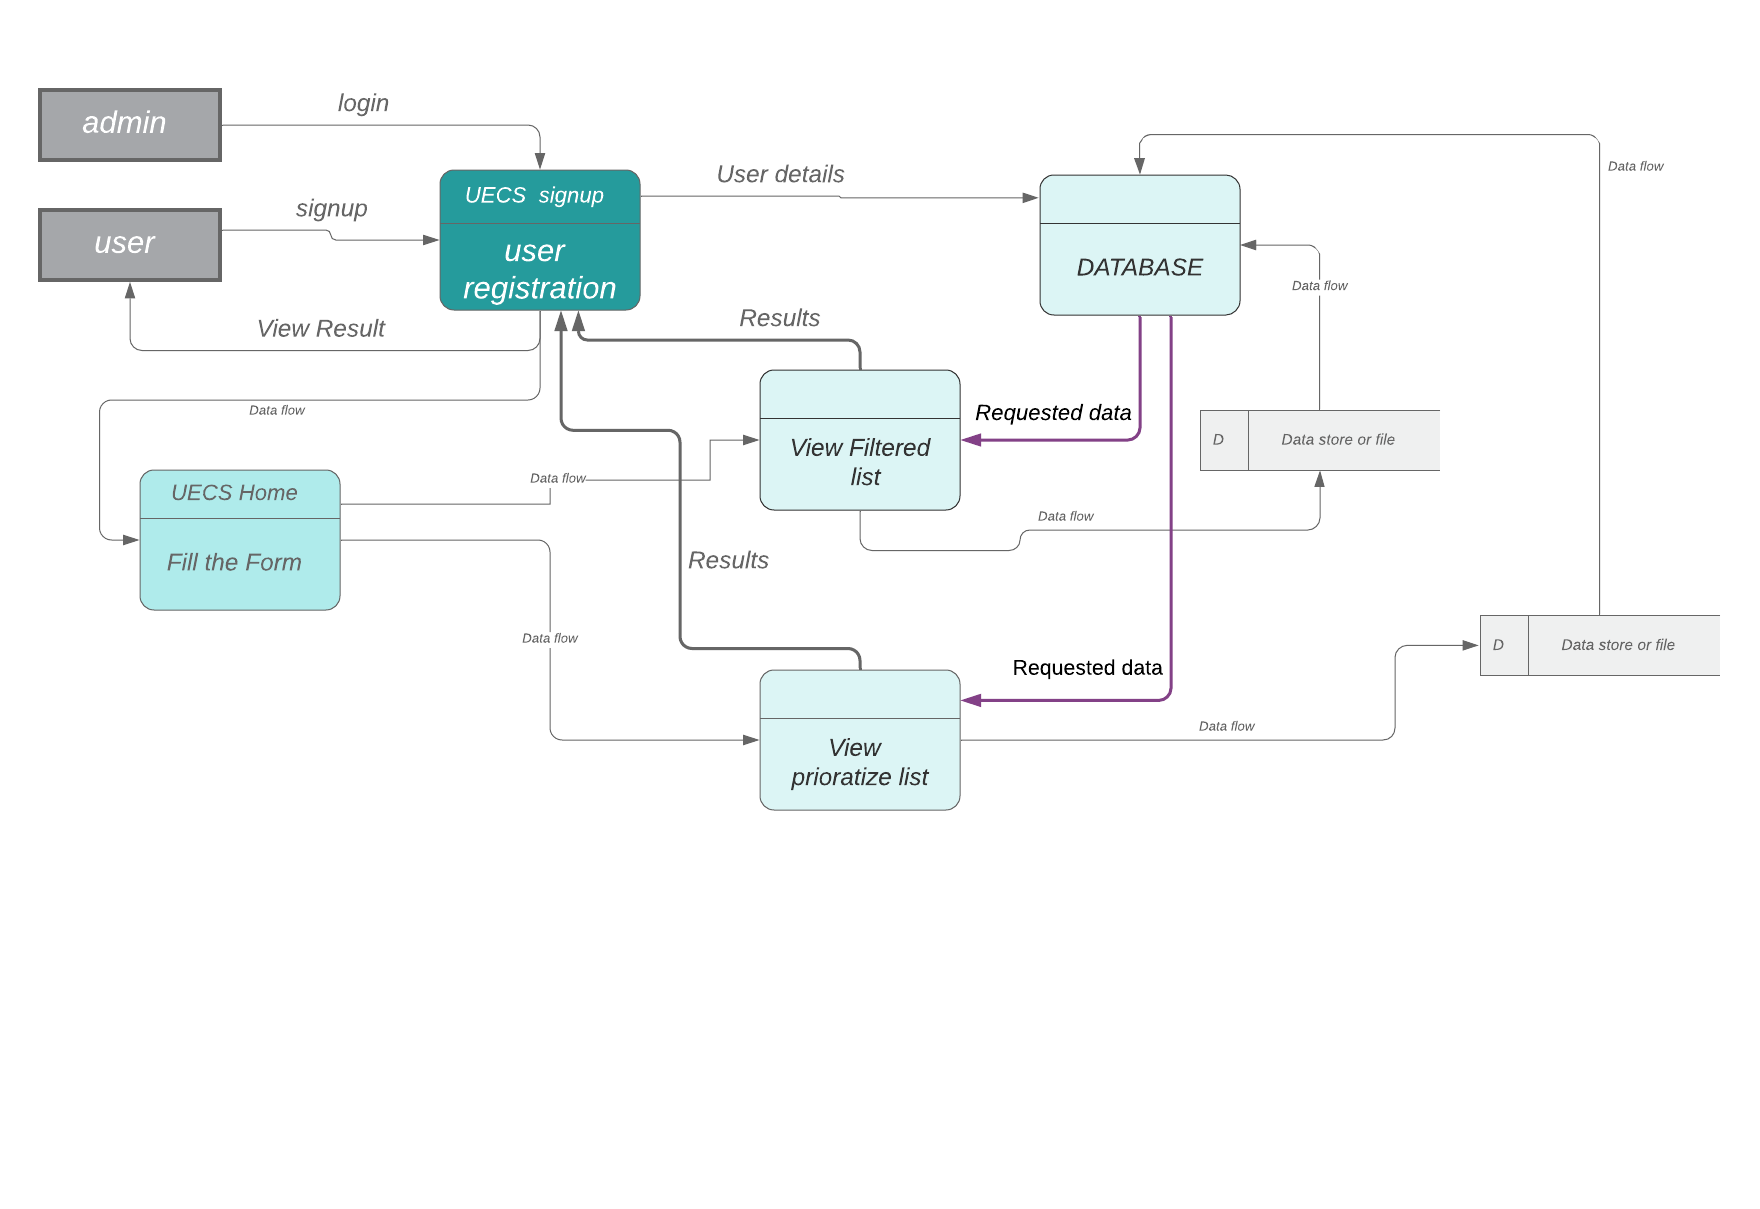 login
admin
Data flow
User details
UECS  signup
signup
user
user
registration
DATABASE
Data flow
Results
View Result
Data flow
Requested data
View Filtered
list
D
Data store or file
Data flow
UECS Home
Data flow
Results
Fill the Form
Data flow
D
Data store or file
Requested data
Data flow
View
prioratize list